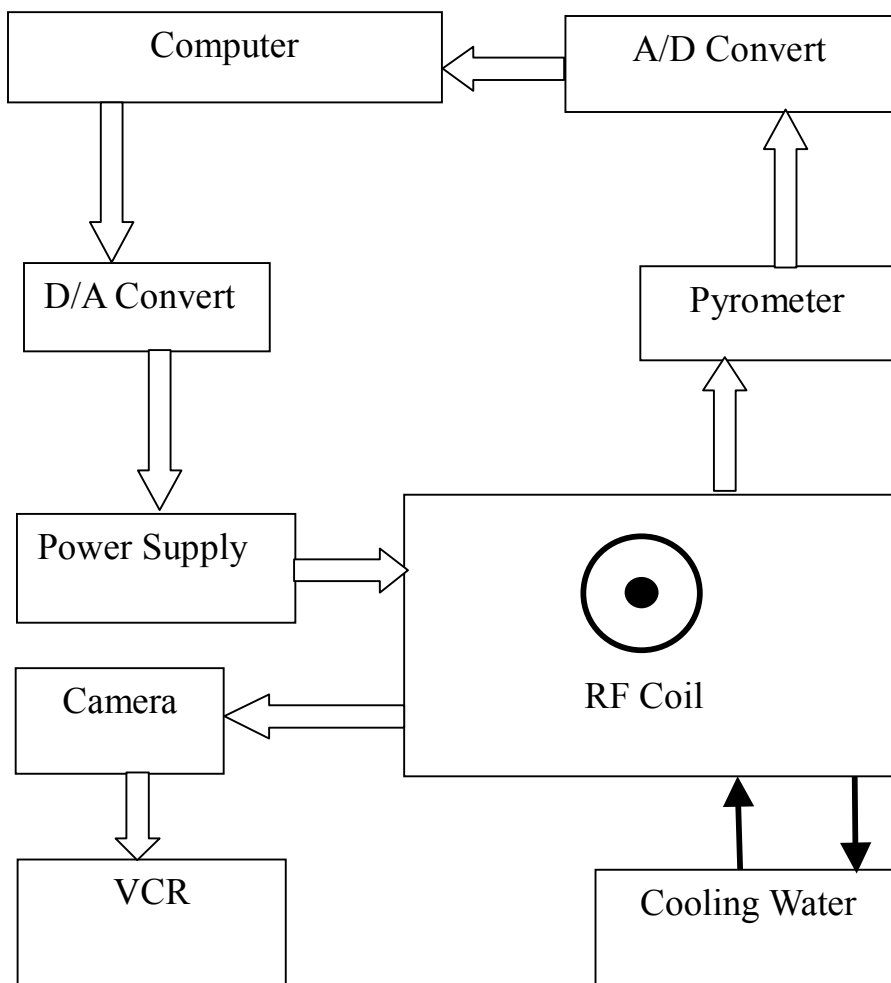 Computer
A/D Convert
D/A Convert
Pyrometer
Power Supply
RF Coil
Camera
VCR
Cooling Water